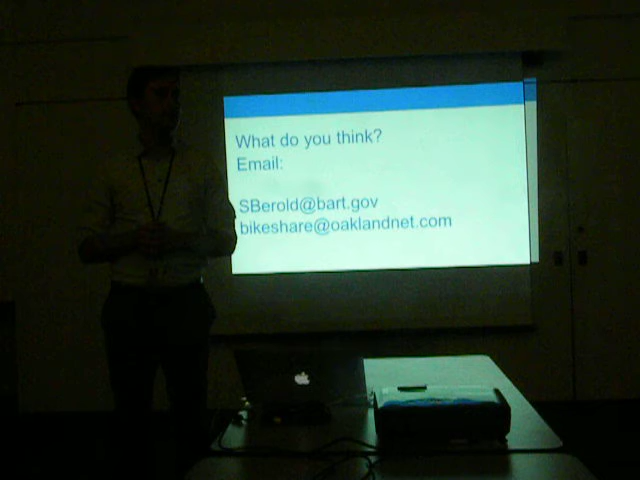 What do you think?
Email:
SBerold@bart.gov
bikeshare@oaklandnet.com